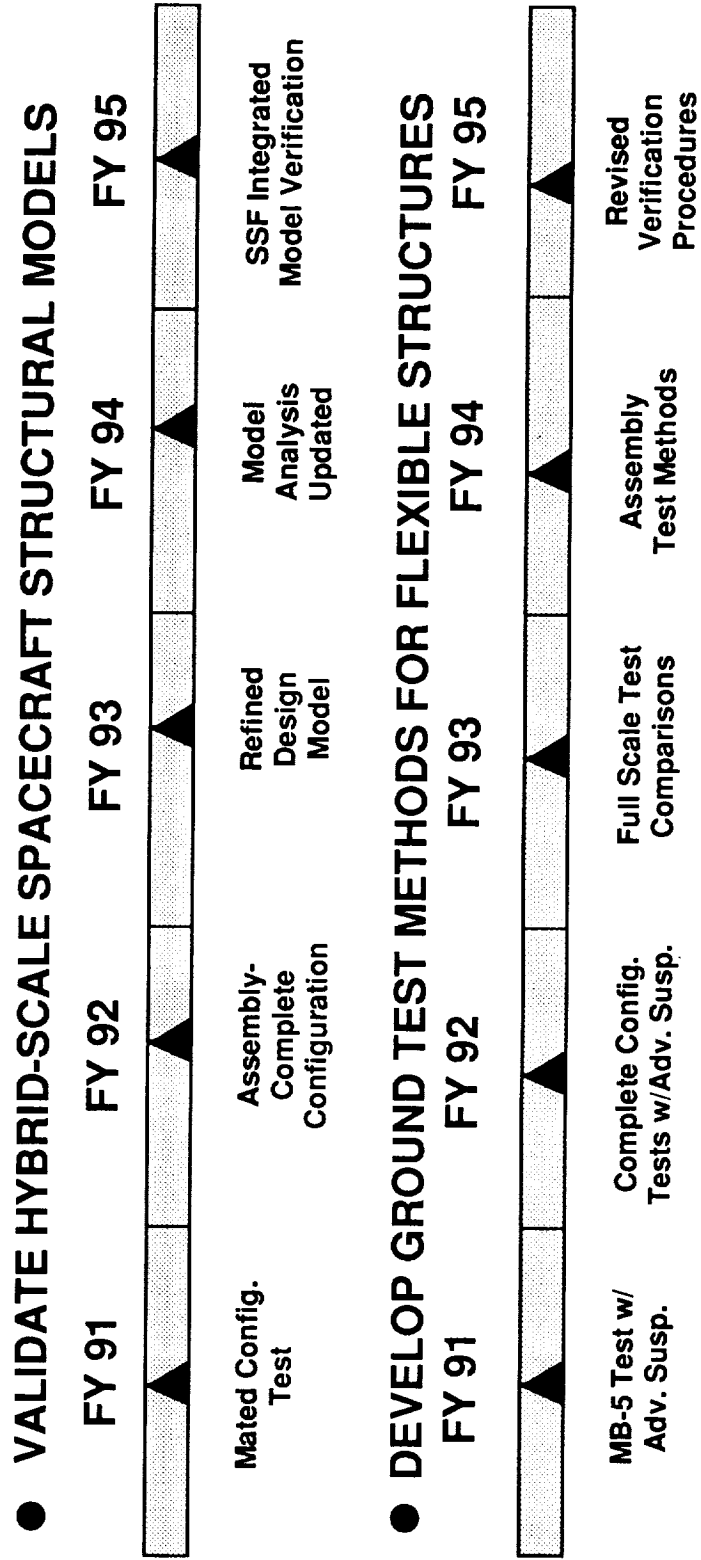 ● VALIDATE HYBRID-SCALE SPACECRAFT STRUCTURAL MODELS
FY 91 FY 92 FY 93 FY 94 FY 95
Mated Config.
Test
Assembly-
Complete
Configuration
Refined
Design
Model
Model
Analysis
Updated
SSF Integrated
Model Verification
● DEVELOP GROUND TEST METHODS FOR FLEXIBLE STRUCTURES
FY 91 FY 92 FY 93 FY 94 FY 95
MB-5 Test w/
Adv. Susp.
Complete Config.
Tests w/Adv. Susp.
Full Scale Test
Comparisons
Assembly
Test Methods
Revised
Verification
Procedures